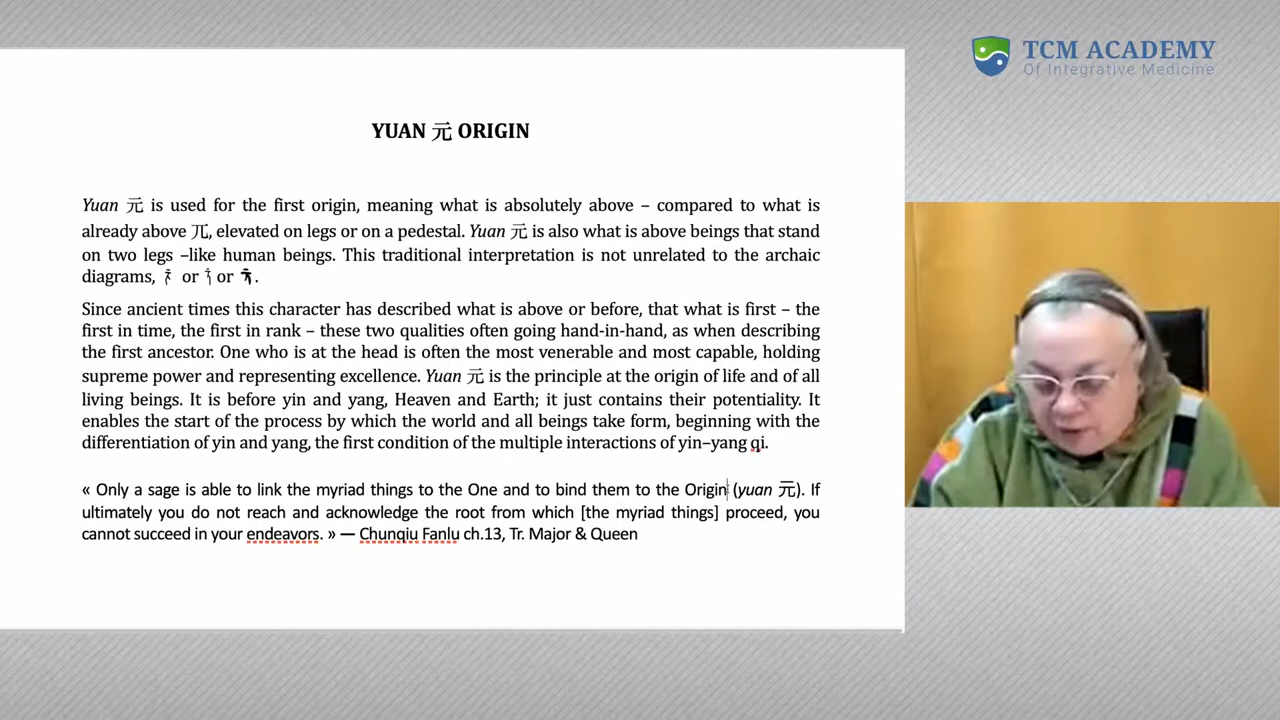 TCM ACADEMY
Of Integrative Medicine
YUAN 元 ORIGIN
Yuan 元 is used for the first origin, meaning what is absolutely above – compared to what is
already above 兀, elevated on legs or on a pedestal. Yuan 元 is also what is above beings that stand
on two legs –like human beings. This traditional interpretation is not unrelated to the archaic
diagrams, or or .
Since ancient times this character has described what is above or before, that what is first – the
first in time, the first in rank – these two qualities often going hand-in-hand, as when describing
the first ancestor. One who is at the head is often the most venerable and most capable, holding
supreme power and representing excellence. Yuan 元 is the principle at the origin of life and of all
living beings. It is before yin and yang, Heaven and Earth; it just contains their potentiality. It
enables the start of the process by which the world and all beings take form, beginning with the
differentiation of yin and yang, the first condition of the multiple interactions of yin–yang qi.
« Only a sage is able to link the myriad things to the One and to bind them to the Origin (yuan 元). If
ultimately you do not reach and acknowledge the root from which [the myriad things] proceed, you
cannot succeed in your endeavors. » — Chunqiu Fanlu ch.13, Tr. Major & Queen